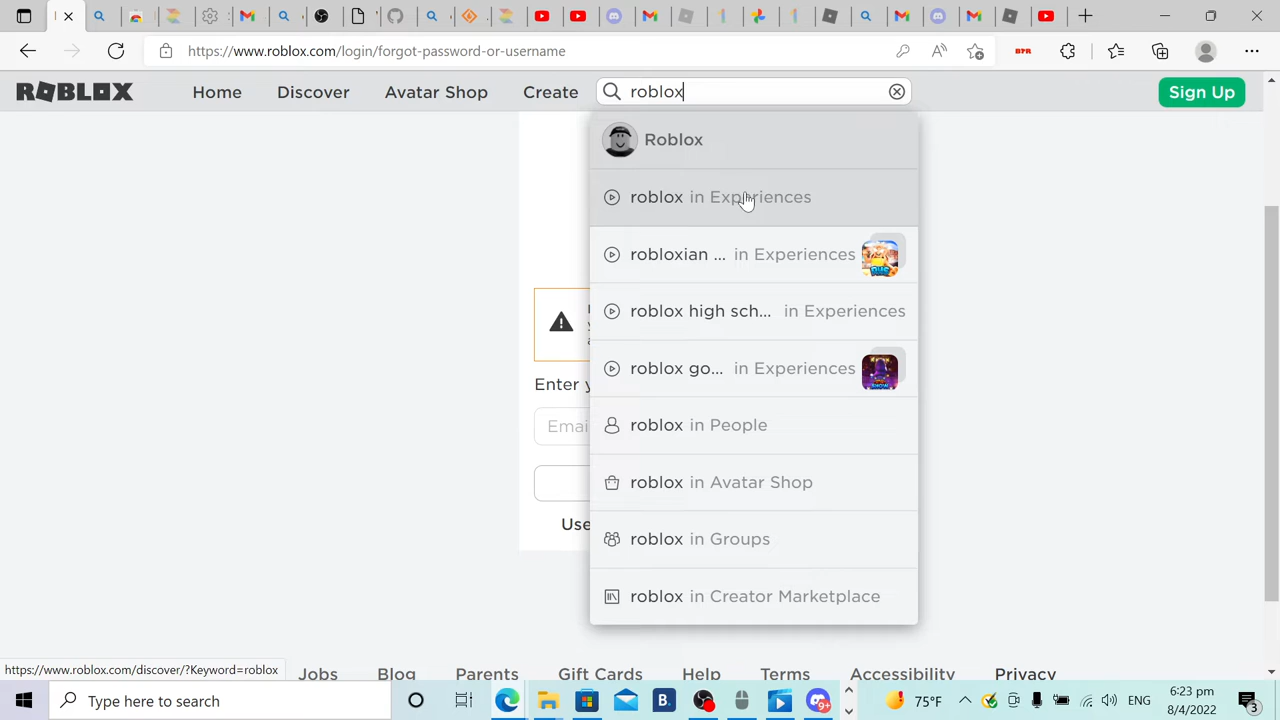 https://www.roblox.com/login/forgot-password-or-username
BTR
ROBLOX Home Discover Avatar Shop Create roblox Sign Up
Roblox
roblox in Experiences
robloxian ... in Experiences
roblox high sch... in Experiences
roblox go... in Experiences
Enter
roblox in People
Emai
roblox in Avatar Shop
Use
roblox in Groups
roblox in Creator Marketplace
https://www.roblox.com/discover/?Keyword=roblox
Jobs Blog Parents Gift Cards Help Terms Accessibility Privacy
Type here to search
B.
9+
75°F
ENG
6:23 pm
8/4/2022
3